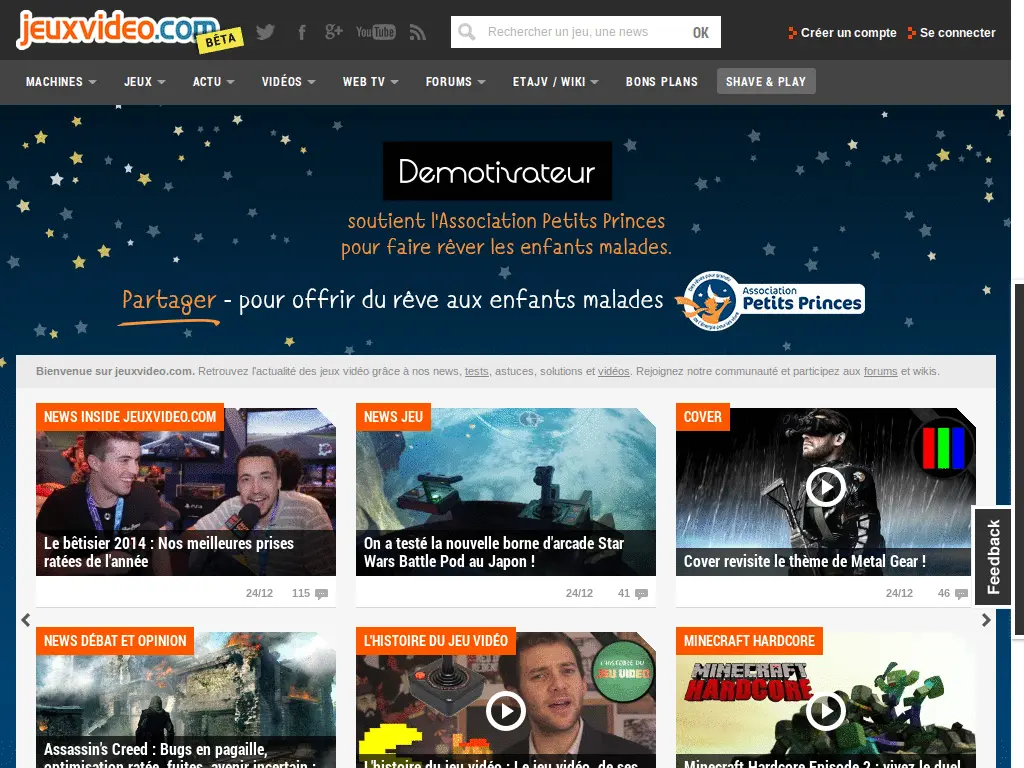 jeuxvideo.com
BÊTA
YouTube
Rechercher un jeu, une news
OK
Créer un compte
Se connecter
MACHINES
JEUX
ACTU
VIDÉOS
WEB TV
FORUMS
ETAJV / WIKI
BONS PLANS
SHAVE & PLAY
Demotivateur
soutient l'Association Petits Princes
pour faire rêver les enfants malades.
Partager - pour offrir du rêve aux enfants malades
Association
Petits Princes
Bienvenue sur jeuxvideo.com. Retrouvez l'actualité des jeux vidéo grâce à nos news, tests, astuces, solutions et vidéos. Rejoignez notre communauté et participez aux forums et wikis.
NEWS INSIDE JEUXVIDEO.COM
Le bêtisier 2014 : Nos meilleures prises
ratées de l'année
24/12 115
NEWS JEU
On a testé la nouvelle borne d'arcade Star
Wars Battle Pod au Japon !
24/12 41
COVER
Cover revisite le thème de Metal Gear !
24/12 46
Feedback
NEWS DÉBAT ET OPINION
Assassin's Creed : Bugs en pagaille,
optimisation ratée, fuites, avenir incertain :
L'HISTOIRE DU JEU VIDÉO
L'HISTOIRE DU
JEU VIDEO
L'histoire du jeu vidéo : Le jeu vidéo, de ses
MINECRAFT HARDCORE
MINECRAFT
HARDCORE
Minecraft Hardcore Episode 2 : vivez le duel